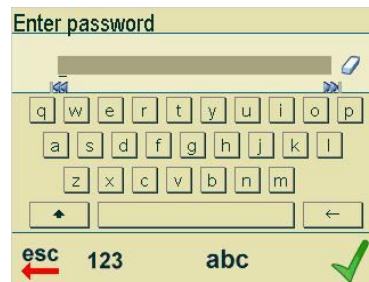 Enter password
q w e r t y u i o p
a s d f g h j k l
z x c v b n m
esc 123 abc